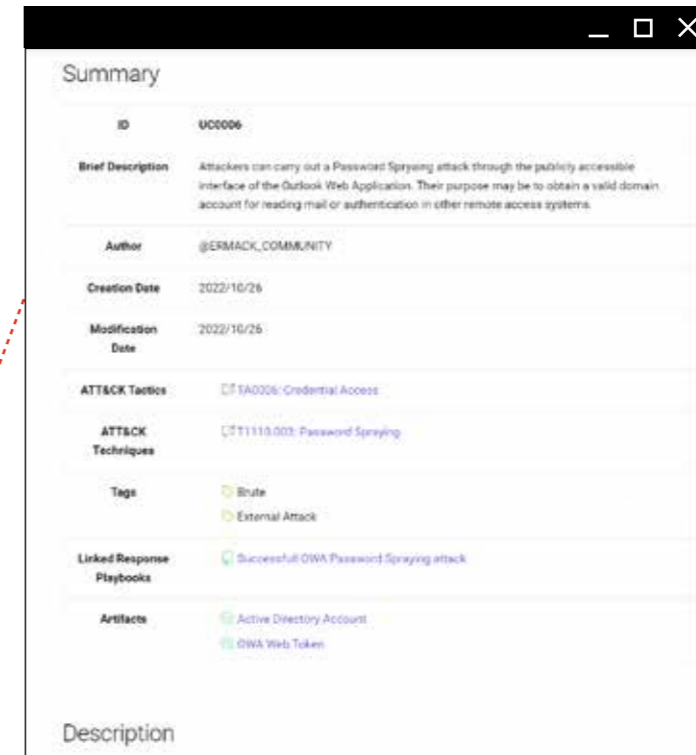 Summary
ID UC0006
Brief Description Attackers can carry out a Password Spryaing attack through the publicly accessible
interface of the Outlook Web Application. Their purpose may be to obtain a valid domain
account for reading mail or authentication in other remote access systems.
Author @ERMACK_COMMUNITY
Creation Date 2022/10/26
Modification 2022/10/26
Date
ATT&CK Tactics TA0006: Credential Access
ATT&CK T1110.003: Password Spraying
Techniques
Tags Brute
External Attack
Linked Response Successfull OWA Password Spraying attack
Playbooks
Artifacts Active Directory Account
OWA Web Token
Description